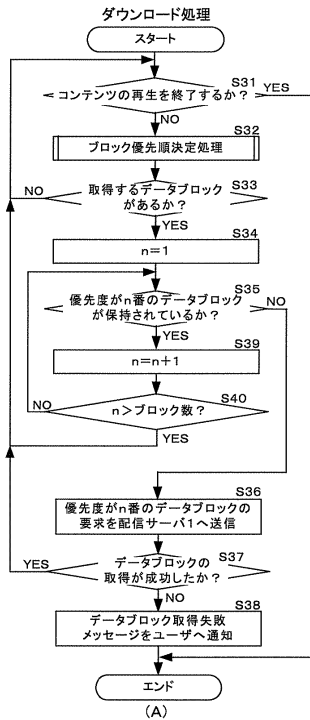 ダウンロード処理
スタート
S31
コンテンツの再生を終了するか?
YES
NO
S32
ブロック優先順決定処理
S33
NO
取得するデータブロック
があるか?
YES
S34
n=1
S35
優先度がn番のデータブロック
が保持されているか?
NO
YES
S39
n=n+1
S40
NO
n>ブロック数?
YES
S36
優先度がn番のデータブロックの
要求を配信サーバ1へ送信
S37
YES
データブロックの
取得が成功したか?
NO
S38
データブロック取得失敗
メッセージをユーザへ通知
エンド
(A)